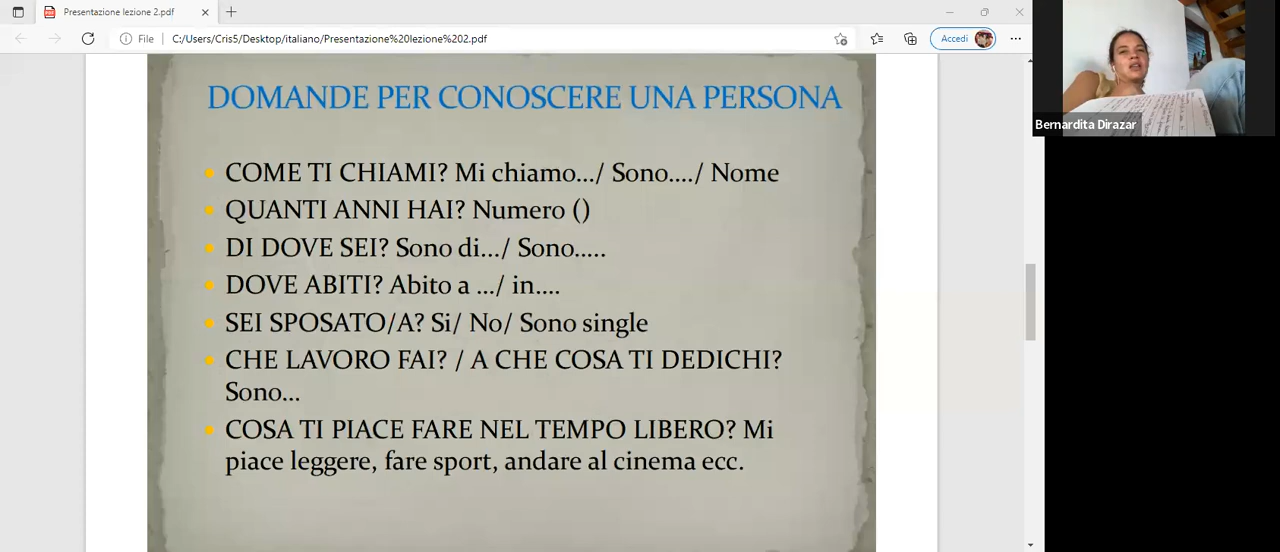 Presentazione lezione 2.pdf
File
C:/Users/Cris5/Desktop/italiano/Presentazione%20lezione%202.pdf
Accedi
Bernardita Dirazar
DOMANDE PER CONOSCERE UNA PERSONA
COME TI CHIAMI? Mi chiamo.../ Sono..../ Nome
QUANTI ANNI HAI? Numero ()
DI DOVE SEI? Sono di.../ Sono.....
DOVE ABITI? Abito a .../ in....
SEI SPOSATO/A? Si/ No/ Sono single
CHE LAVORO FAI? / A CHE COSA TI DEDICHI?
Sono...
COSA TI PIACE FARE NEL TEMPO LIBERO? Mi
piace leggere, fare sport, andare al cinema ecc.